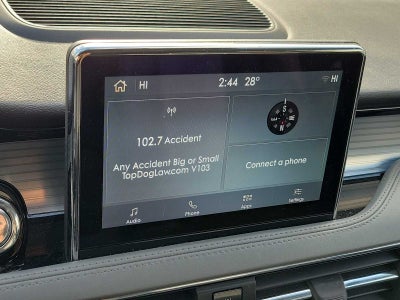 HI 2:44 28° HI
102.7 Accident
Any Accident Big or Small
TopDogLaw.com V103
S
N
Connect a phone
Audio Phone Apps Settings